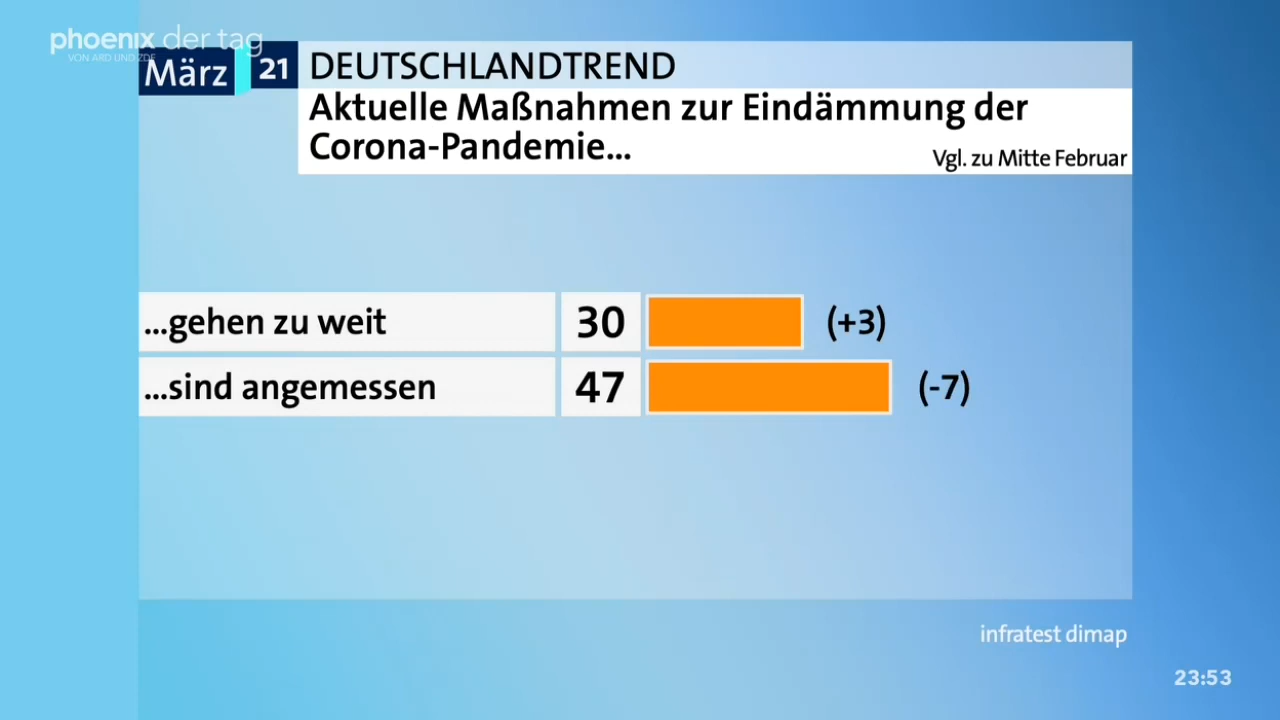 phoenix der tag
VON ARD UND ZDF
März 21 DEUTSCHLANDTREND
Aktuelle Maßnahmen zur Eindämmung der
Corona-Pandemie...
Vgl. zu Mitte Februar
...gehen zu weit 30 (+3)
...sind angemessen 47 (-7)
infratest dimap
23:53